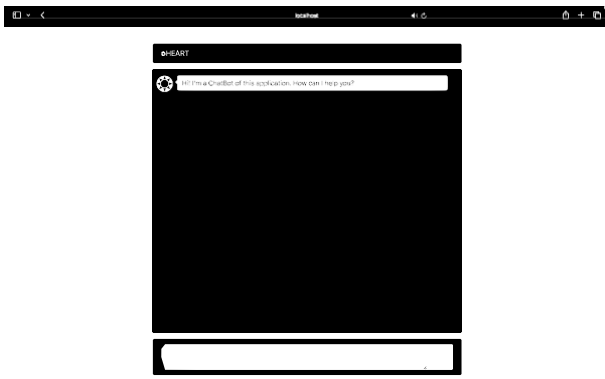 localhost
HEART
Hi! I'm a ChatBot of this application. How can I help you?